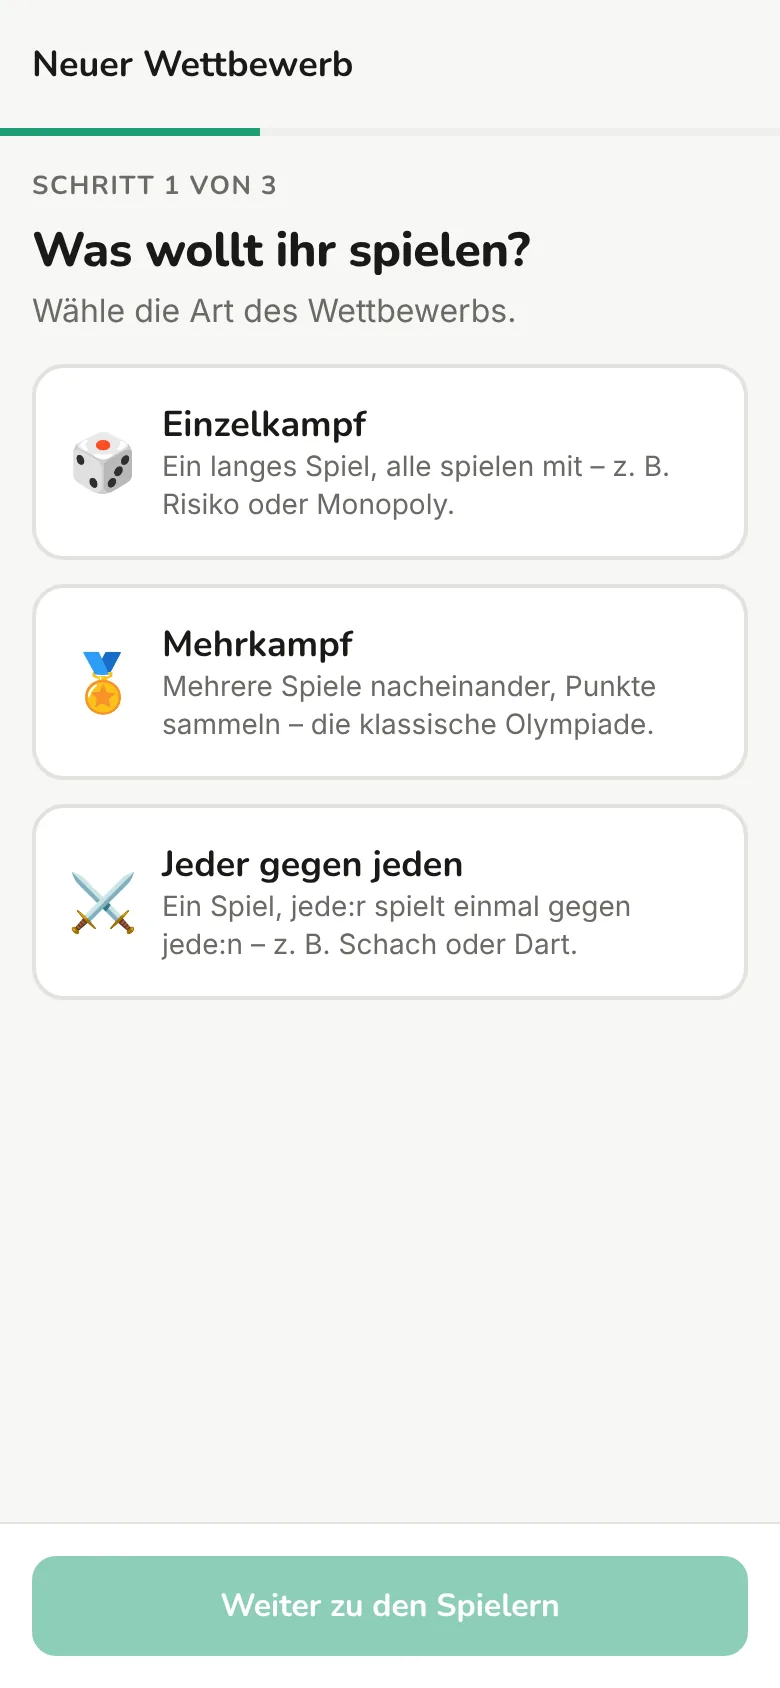 Neuer Wettbewerb
SCHRITT 1 VON 3
Was wollt ihr spielen?
Wähle die Art des Wettbewerbs.
Einzelkampf
Ein langes Spiel, alle spielen mit – z. B.
Risiko oder Monopoly.
Mehrkampf
Mehrere Spiele nacheinander, Punkte
sammeln – die klassische Olympiade.
Jeder gegen jeden
Ein Spiel, jede:r spielt einmal gegen
jede:n – z. B. Schach oder Dart.
Weiter zu den Spielern